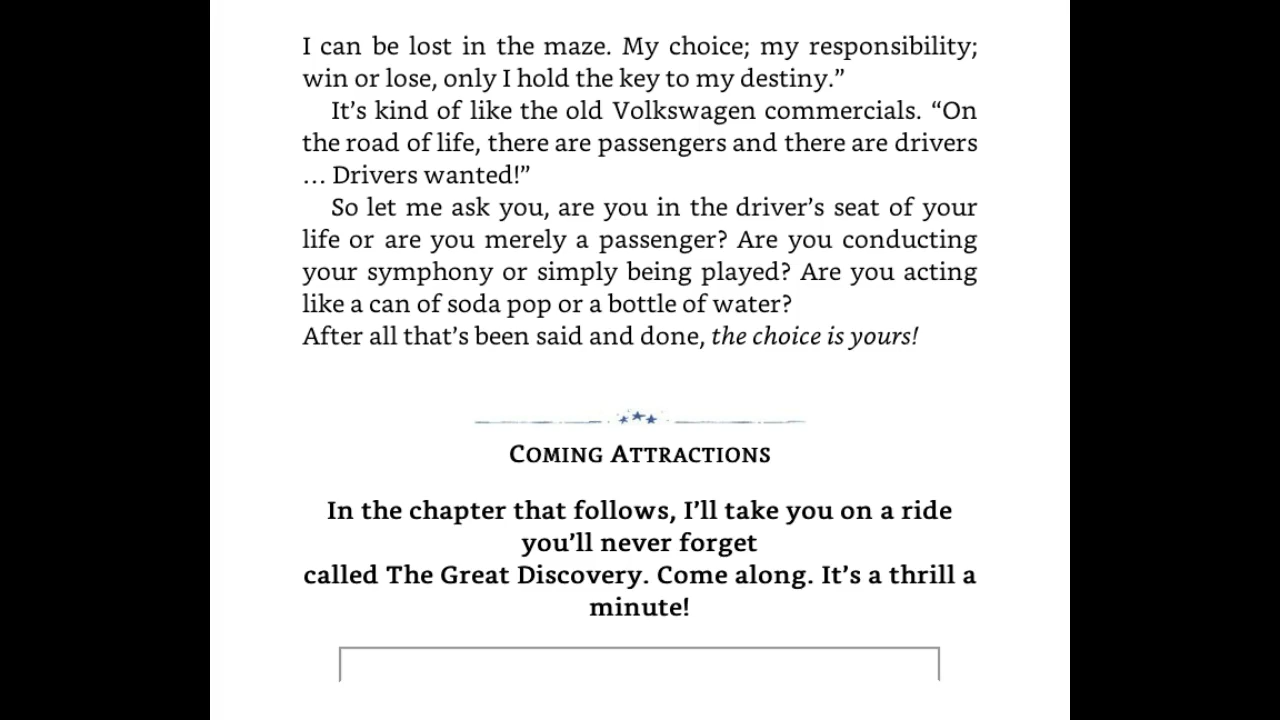 I can be lost in the maze. My choice; my responsibility;
win or lose, only I hold the key to my destiny.”
It’s kind of like the old Volkswagen commercials. “On
the road of life, there are passengers and there are drivers
… Drivers wanted!”
So let me ask you, are you in the driver’s seat of your
life or are you merely a passenger? Are you conducting
your symphony or simply being played? Are you acting
like a can of soda pop or a bottle of water?
After all that’s been said and done, the choice is yours!
COMING ATTRACTIONS
In the chapter that follows, I’ll take you on a ride
you’ll never forget
called The Great Discovery. Come along. It’s a thrill a
minute!